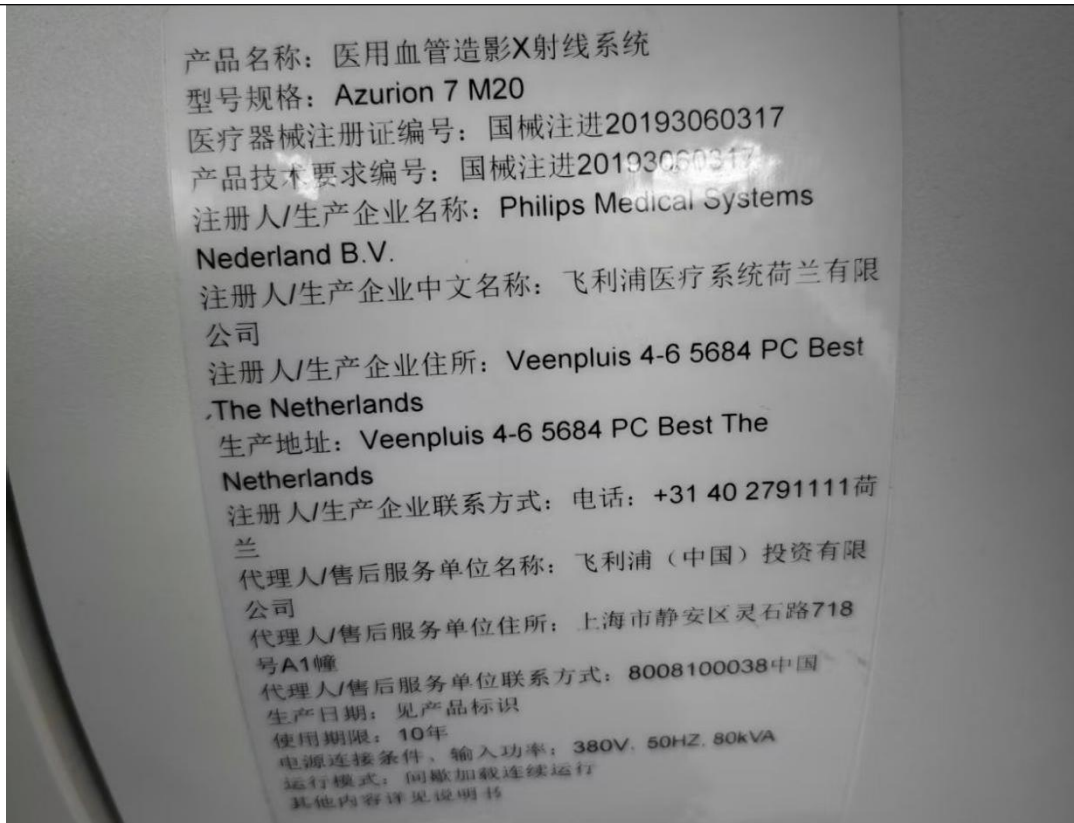 产品名称：医用血管造影X射线系统
型号规格：Azurion 7 M20
医疗器械注册证编号：国械注进20193060317
产品技术要求编号：国械注进20193060317
注册人/生产企业名称：Philips Medical Systems
Nederland B.V.
注册人/生产企业中文名称：飞利浦医疗系统荷兰有限
公司
注册人/生产企业住所：Veenpluis 4-6 5684 PC Best
,The Netherlands
生产地址：Veenpluis 4-6 5684 PC Best The
Netherlands
注册人/生产企业联系方式：电话：+31 40 2791111荷
兰
代理人/售后服务单位名称：飞利浦（中国）投资有限
公司
代理人/售后服务单位住所：上海市静安区灵石路718
号A1幢
代理人/售后服务单位联系方式：8008100038中国
生产日期：见产品标识
使用期限：10年
电源连接条件、输入功率：380V, 50HZ, 80kVA
运行模式：间歇加载连续运行
其他内容详见说明书